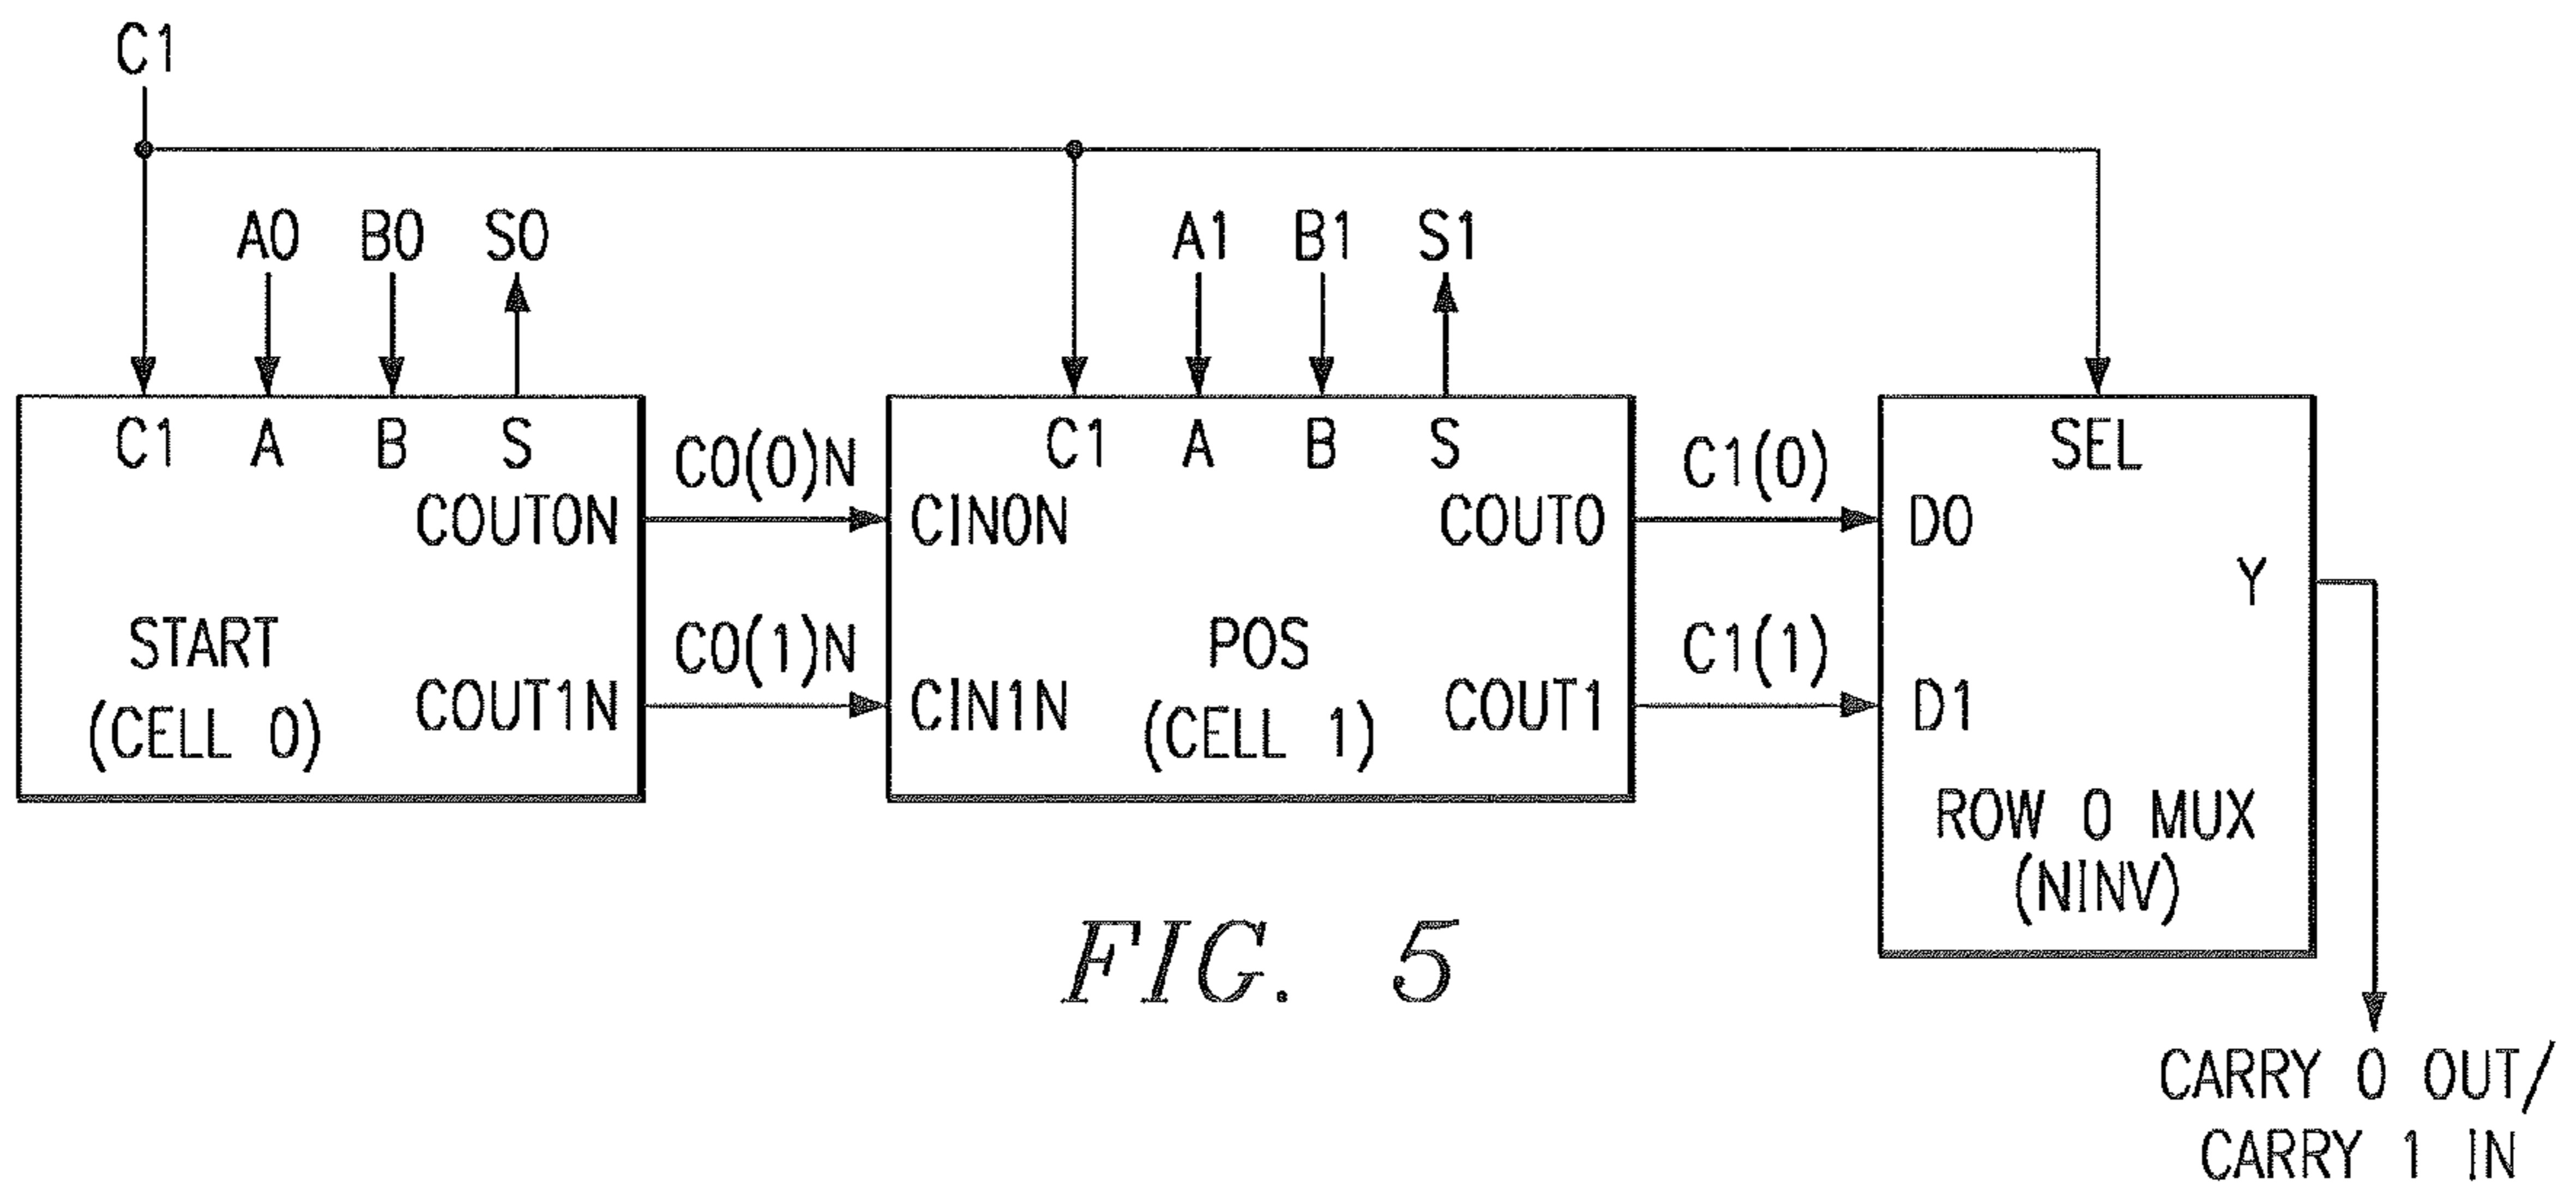 C1
A0 B0 S0
A1 B1 S1
C1 A B S
COUT0N
COUT1N
START
(CELL 0)
C0(0)N
C0(1)N
C1 A B S
CIN0N
CIN1N
COUT0
COUT1
POS
(CELL 1)
C1(0)
C1(1)
SEL
D0
Y
D1
ROW 0 MUX
(NINV)
CARRY 0 OUT/
CARRY 1 IN
FIG. 5